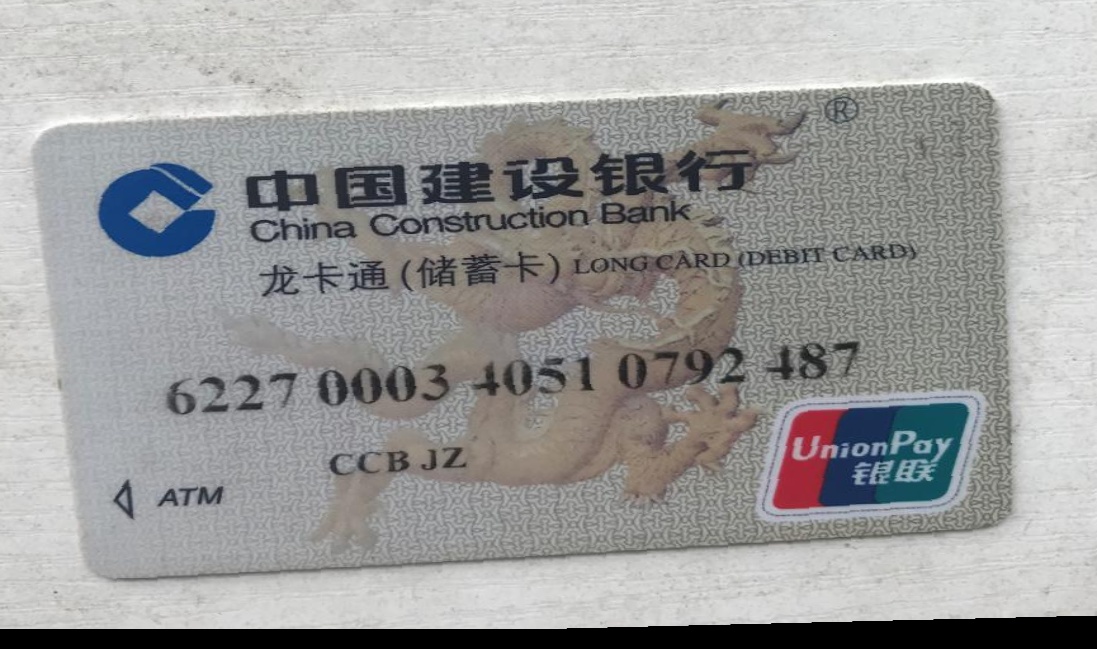 ®
中国建设银行
China Construction Bank
龙卡通(储蓄卡) LONG CARD (DEBIT CARD)
6227 0003 4051 0792 487
CCB JZ
ATM
UnionPay
银联